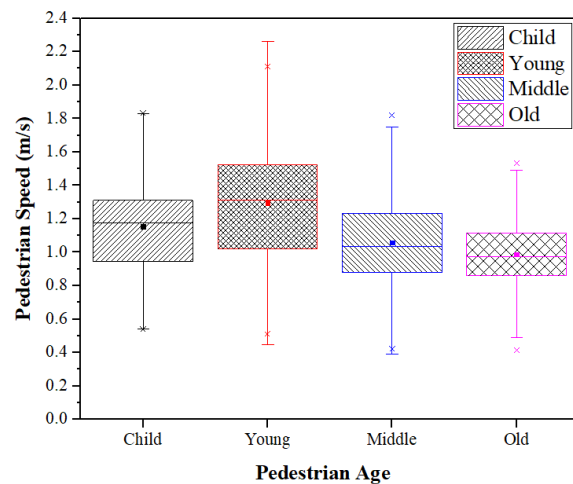 2.4
2.2
2.0
1.8
1.6
1.4
1.2
1.0
0.8
0.6
0.4
0.2
0.0
Pedestrian Speed (m/s)
Child
Young
Middle
Old
Child
Young
Middle
Old
Pedestrian Age